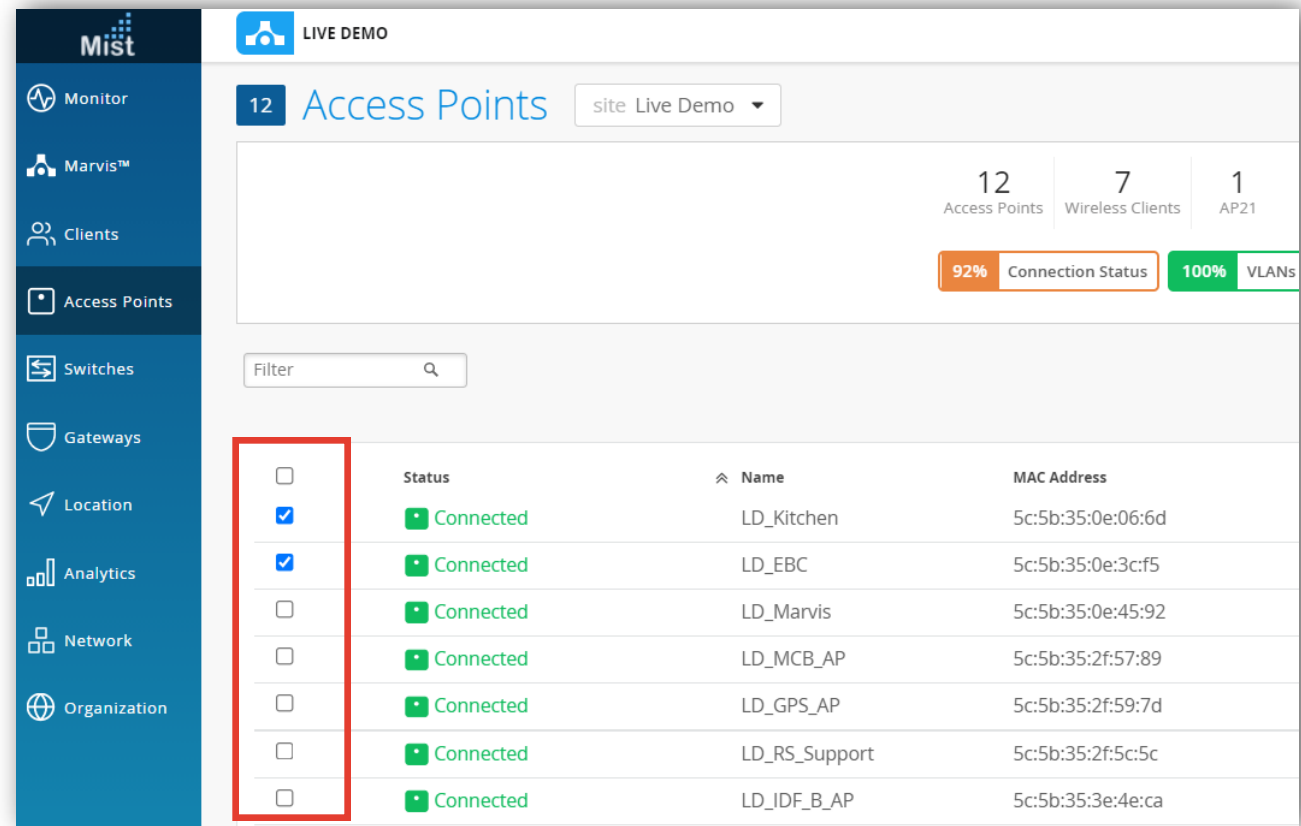 Mist
LIVE DEMO
Monitor
Marvis™
Clients
Access Points
Switches
Gateways
Location
Analytics
Network
Organization
12 Access Points site Live Demo
12 7 1
Access Points Wireless Clients AP21
92% Connection Status 100% VLANs
Filter
Status Name MAC Address
Connected LD_Kitchen 5c:5b:35:0e:06:6d
Connected LD_EBC 5c:5b:35:0e:3c:f5
Connected LD_Marvis 5c:5b:35:0e:45:92
Connected LD_MCB_AP 5c:5b:35:2f:57:89
Connected LD_GPS_AP 5c:5b:35:2f:59:7d
Connected LD_RS_Support 5c:5b:35:2f:5c:5c
Connected LD_IDF_B_AP 5c:5b:35:3e:4e:ca